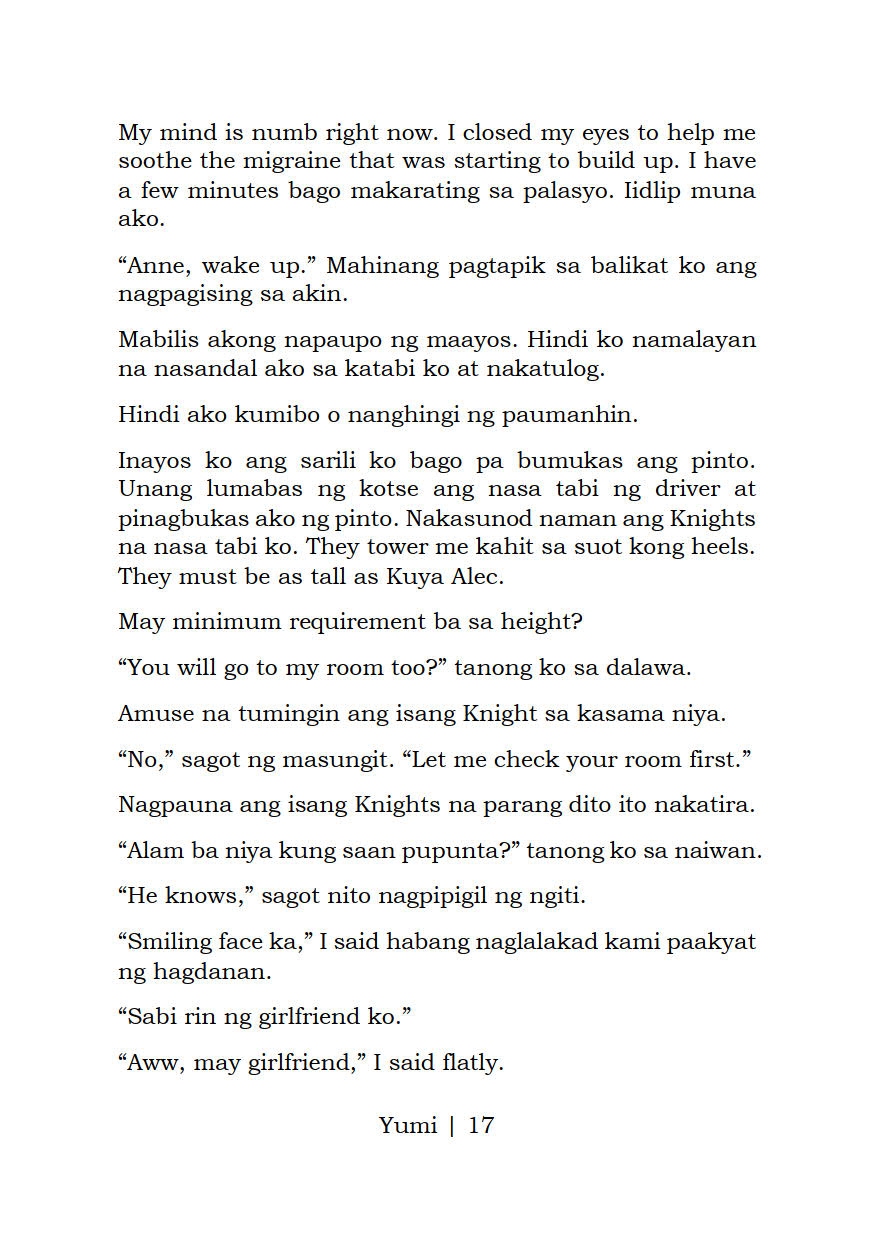 My mind is numb right now. I closed my eyes to help me
soothe the migraine that was starting to build up. I have
a few minutes bago makarating sa palasyo. Iidlip muna
ako.
“Anne, wake up.” Mahinang pagtapik sa balikat ko ang
nagpagising sa akin.
Mabilis akong napaupo ng maayos. Hindi ko namalayan
na nasandal ako sa katabi ko at nakatulog.
Hindi ako kumibo o nanghingi ng paumanhin.
Inayos ko ang sarili ko bago pa bumukas ang pinto.
Unang lumabas ng kotse ang nasa tabi ng driver at
pinagbukas ako ng pinto. Nakasunod naman ang Knights
na nasa tabi ko. They tower me kahit sa suot kong heels.
They must be as tall as Kuya Alec.
May minimum requirement ba sa height?
“You will go to my room too?” tanong ko sa dalawa.
Amuse na tumingin ang isang Knight sa kasama niya.
“No,” sagot ng masungit. “Let me check your room first.”
Nagpauna ang isang Knights na parang dito ito nakatira.
“Alam ba niya kung saan pupunta?” tanong ko sa naiwan.
“He knows,” sagot nito nagpipigil ng ngiti.
“Smiling face ka,” I said habang naglalakad kami paakyat
ng hagdanan.
“Sabi rin ng girlfriend ko.”
“Aww, may girlfriend,” I said flatly.
Yumi | 17